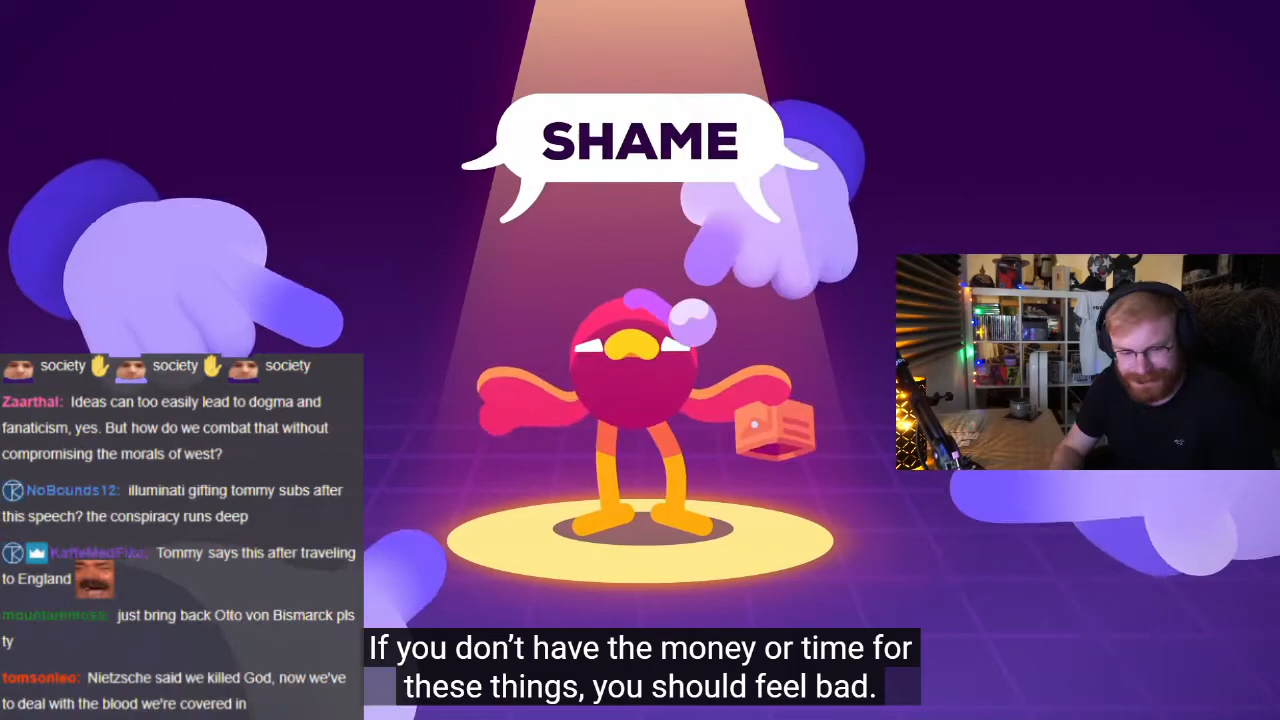 SHAME
society society society
Zaarthal: Ideas can too easily lead to dogma and
fanaticism, yes. But how do we combat that without
compromising the morals of west?
NoBounds12: illuminati gifting tommy subs after
this speech? the conspiracy runs deep
Tommy says this after traveling
to England
just bring back Otto von Bismarck pls
ty
tomsonleo: Nietzsche said we killed God, now we've
to deal with the blood we're covered in
If you don't have the money or time for
these things, you should feel bad.